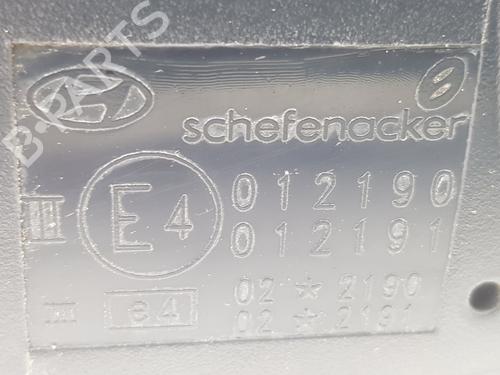 B-PARTS
schefenacker
III E4 012190
012191
III e4 02*2190
02*2191